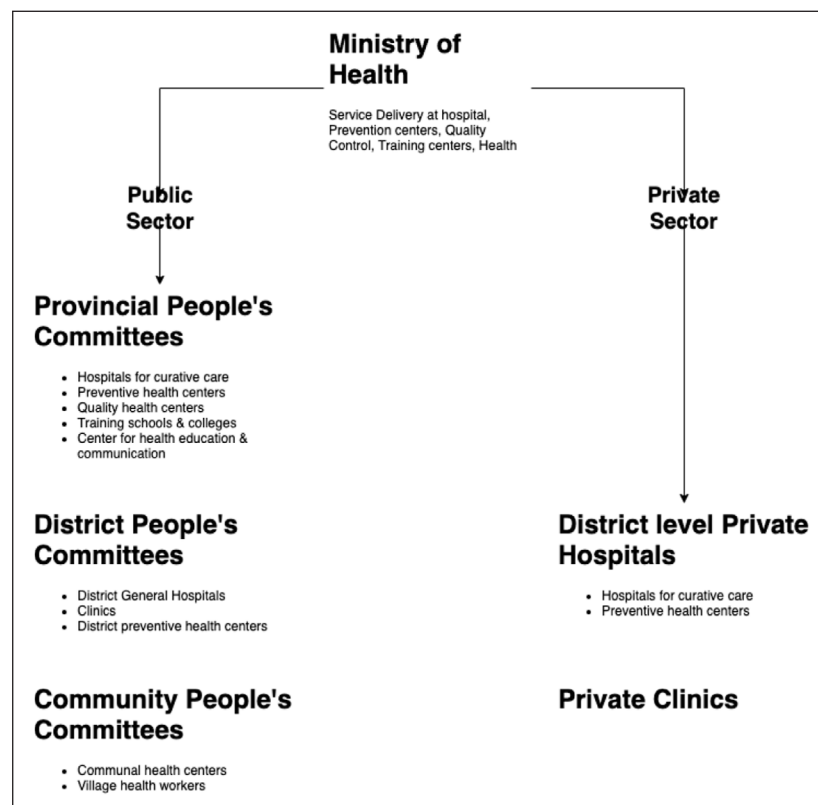 Ministry of
Health
Service Delivery at hospital,
Prevention centers, Quality
Control, Training centers, Health
Public
Sector
Private
Sector
Provincial People's
Committees
• Hospitals for curative care
• Preventive health centers
• Quality health centers
• Training schools & colleges
• Center for health education &
communication
District People's
Committees
• District General Hospitals
• Clinics
• District preventive health centers
District level Private
Hospitals
• Hospitals for curative care
• Preventive health centers
Community People's
Committees
• Communal health centers
• Village health workers
Private Clinics